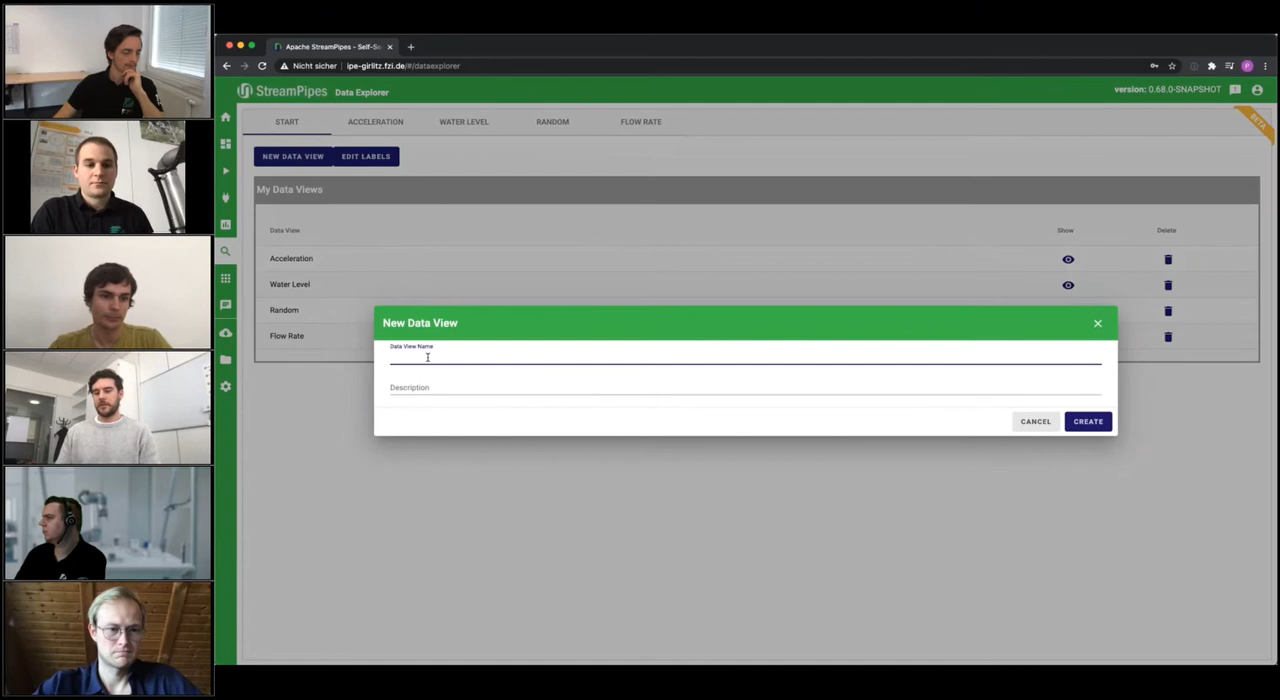 Apache StreamPipes - Self-Se
Nicht sicher | ipe-girlitz.fzi.de/#/dataexplorer
StreamPipes Data Explorer
version: 0.68.0-SNAPSHOT
BETA
START ACCELERATION WATER LEVEL RANDOM FLOW RATE
NEW DATA VIEW EDIT LABELS
My Data Views
Data View Show Delete
Acceleration
Water Level
Random
Flow Rate
New Data View
Data View Name
Description
CANCEL CREATE